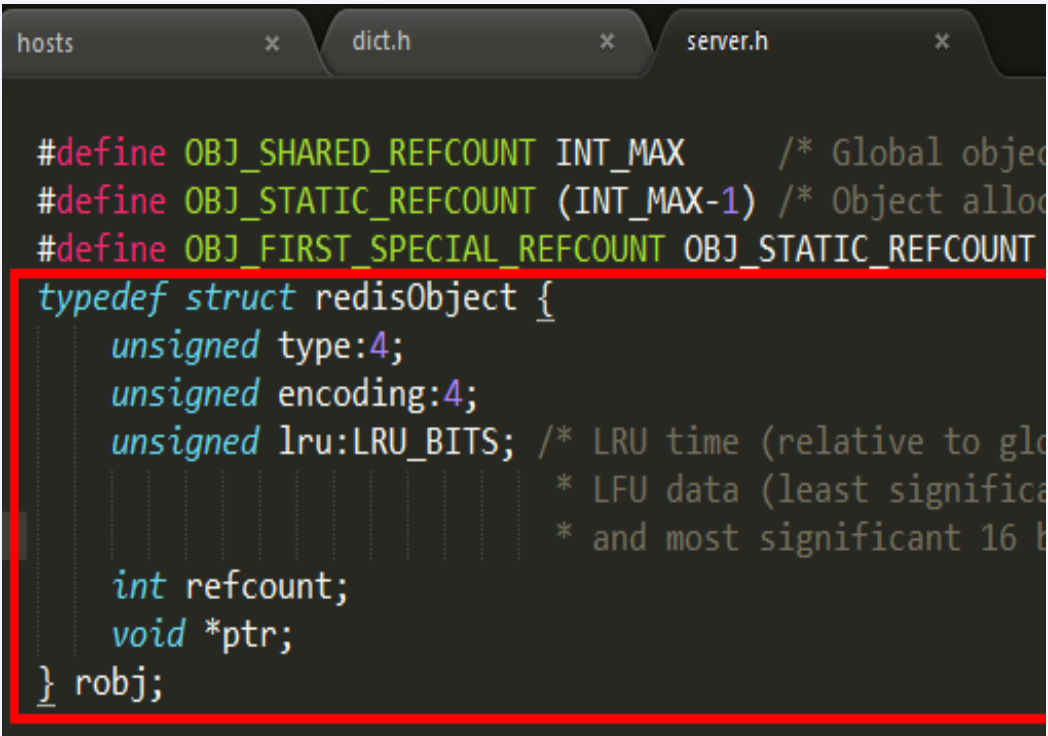 hosts × dict.h × server.h ×
#define OBJ_SHARED_REFCOUNT INT_MAX /* Global objec
#define OBJ_STATIC_REFCOUNT (INT_MAX-1) /* Object alloc
#define OBJ_FIRST_SPECIAL_REFCOUNT OBJ_STATIC_REFCOUNT
typedef struct redisObject {
unsigned type:4;
unsigned encoding:4;
unsigned lru:LRU_BITS; /* LRU time (relative to glo
* LFU data (least significa
* and most significant 16 b
int refcount;
void *ptr;
} robj;